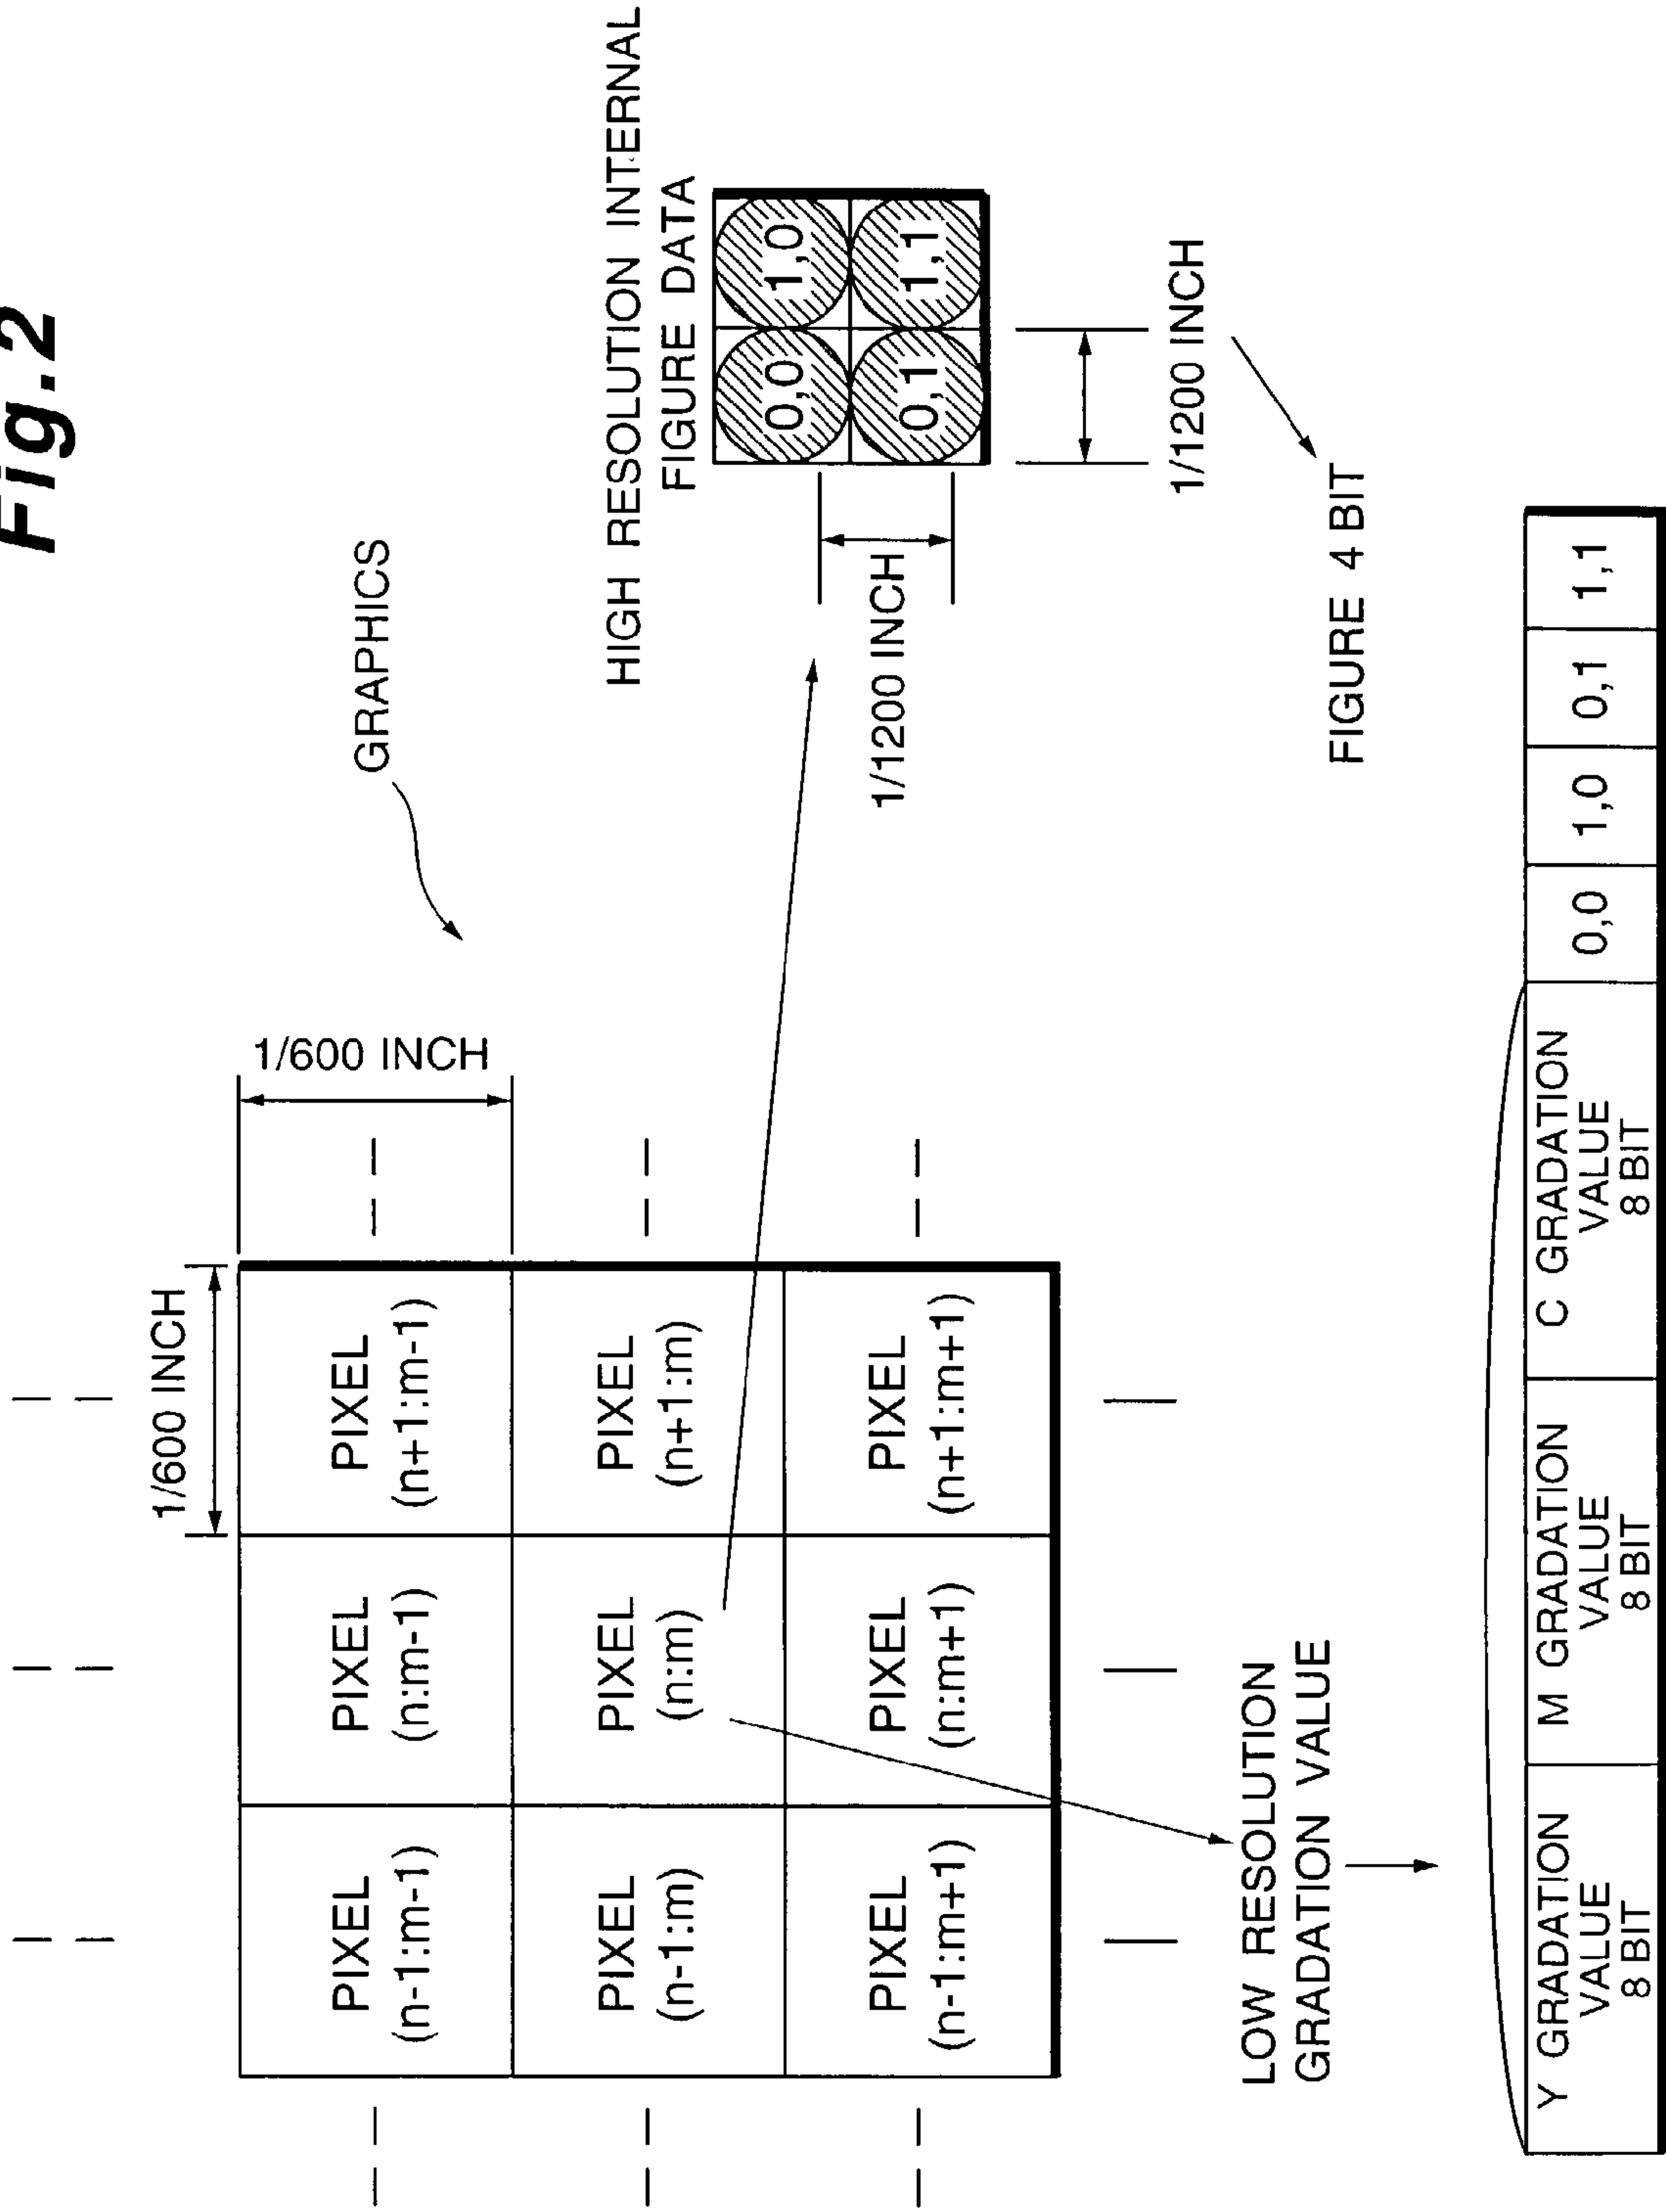 Fig.2
GRAPHICS
1/600 INCH
1/600 INCH
PIXEL
(n-1:m-1)
PIXEL
(n:m-1)
PIXEL
(n+1:m-1)
PIXEL
(n-1:m)
PIXEL
(n:m)
PIXEL
(n+1:m)
PIXEL
(n-1:m+1)
PIXEL
(n:m+1)
PIXEL
(n+1:m+1)
HIGH RESOLUTION INTERNAL
FIGURE DATA
0,0
1,0
0,1
1,1
1/1200 INCH
1/1200 INCH
LOW RESOLUTION
GRADATION VALUE
FIGURE 4 BIT
Y GRADATION
VALUE
8 BIT
M GRADATION
VALUE
8 BIT
C GRADATION
VALUE
8 BIT
0,0
1,0
0,1
1,1